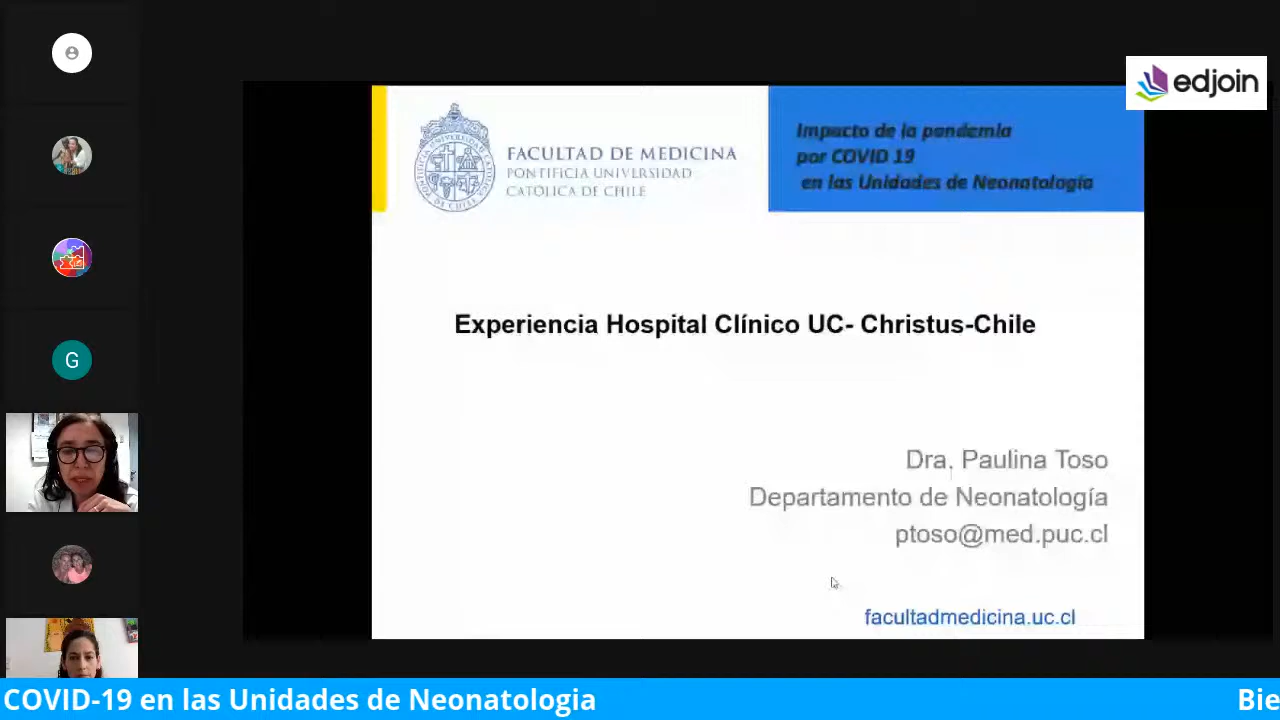 edjoin
FACULTAD DE MEDICINA
PONTIFICIA UNIVERSIDAD
CATÓLICA DE CHILE
Impacto de la pandemia
por COVID 19
en las Unidades de Neonatología
Experiencia Hospital Clínico UC- Christus-Chile
Dra. Paulina Toso
Departamento de Neonatología
ptoso@med.puc.cl
facultadmedicina.uc.cl
G
COVID-19 en las Unidades de Neonatologia
Bie